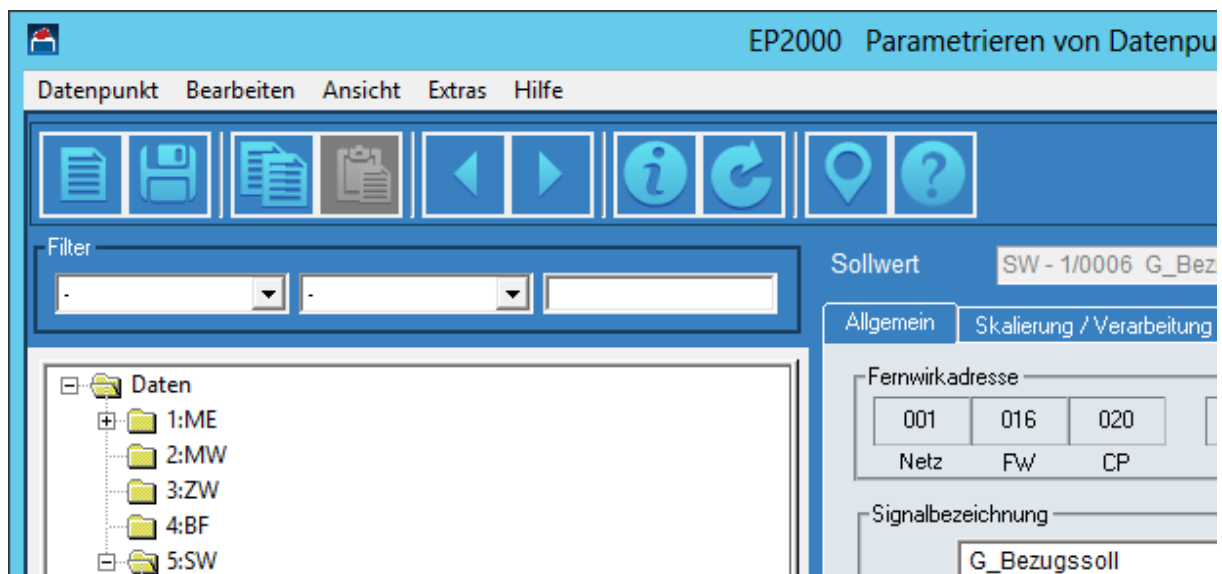 EP2000 Parametrieren von Datenpu
Datenpunkt Bearbeiten Ansicht Extras Hilfe
Filter
- -
Sollwert SW - 1/0006 G_Bez
Allgemein Skalierung / Verarbeitung
Daten
1:ME
2:MW
3:ZW
4:BF
5:SW
Fernwirkadresse
001 016 020
Netz FW CP
Signalbezeichnung
G_Bezugssoll